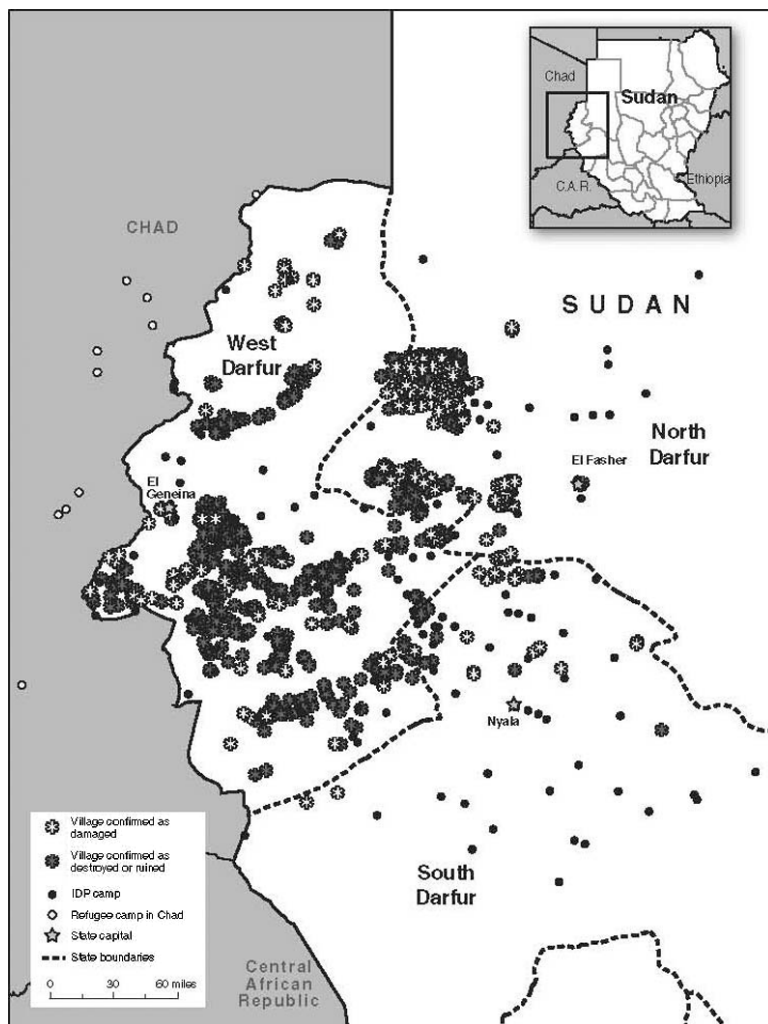 Chad
Sudan
C.A.R.
Ethiopia
CHAD
SUDAN
West
Darfur
North
Darfur
El Fasher
El
Geneina
Nyala
South
Darfur
Village confirmed as
damaged
Village confirmed as
destroyed or ruined
IDP camp
Refugee camp in Chad
State capital
State boundaries
0 30 60 miles
Central
African
Republic